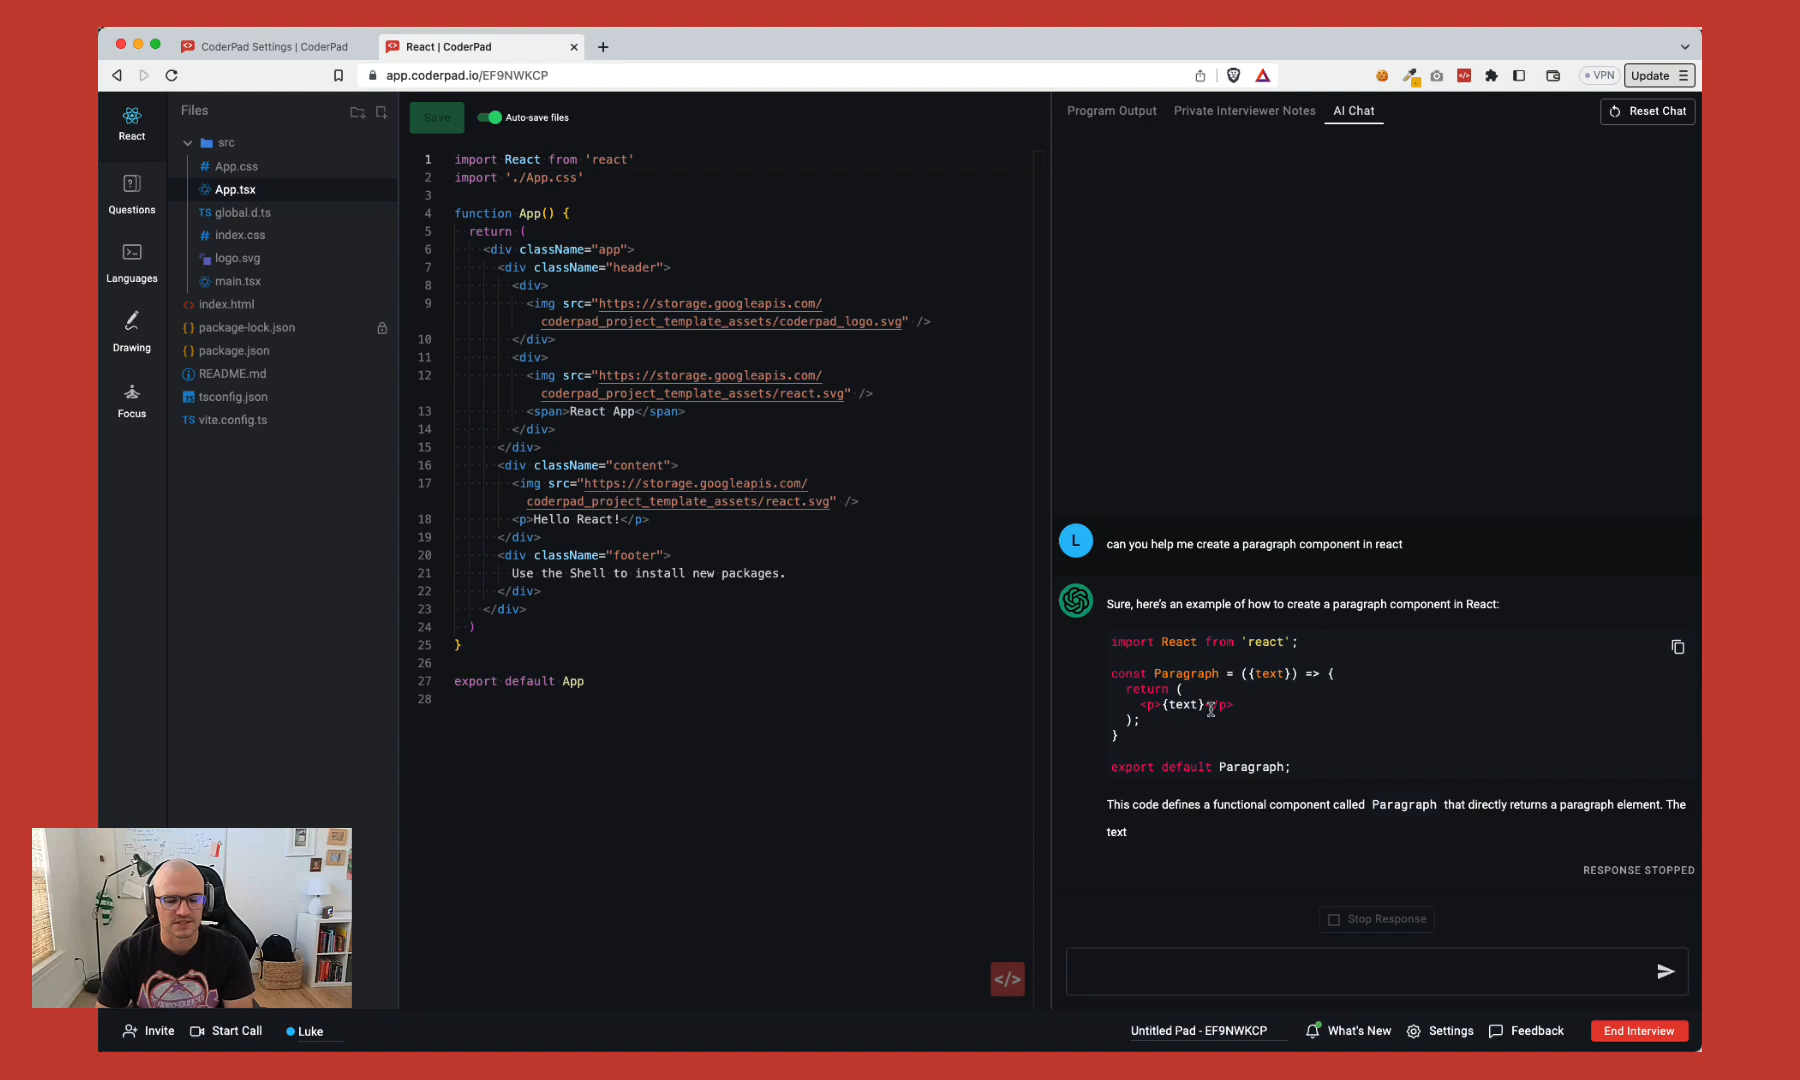 CoderPad Settings | CoderPad
React | CoderPad
app.coderpad.io/EF9NWKCP
VPN
Update
React
Questions
Languages
Drawing
Focus
Files
src
App.css
App.tsx
global.d.ts
index.css
logo.svg
main.tsx
index.html
package-lock.json
package.json
README.md
tsconfig.json
vite.config.ts
Save
Auto-save files
1 import React from 'react'
2 import './App.css'
3
4 function App() {
5 return (
6 <div className="app">
7 <div className="header">
8 <div>
9 <img src="https://storage.googleapis.com/
coderpad_project_template_assets/coderpad_logo.svg" />
10 </div>
11 <div>
12 <img src="https://storage.googleapis.com/
coderpad_project_template_assets/react.svg" />
13 <span>React App</span>
14 </div>
15 </div>
16 <div className="content">
17 <img src="https://storage.googleapis.com/
coderpad_project_template_assets/react.svg" />
18 <p>Hello React!</p>
19 </div>
20 <div className="footer">
21 Use the Shell to install new packages.
22 </div>
23 </div>
24 )
25 }
26
27 export default App
28
Program Output
Private Interviewer Notes
AI Chat
Reset Chat
L
can you help me create a paragraph component in react
Sure, here's an example of how to create a paragraph component in React:
import React from 'react';
const Paragraph = ({text}) => {
return (
<p>{text}</p>
);
}
export default Paragraph;
This code defines a functional component called Paragraph that directly returns a paragraph element. The
text
RESPONSE STOPPED
Stop Response
</>
Invite
Start Call
Luke
Untitled Pad - EF9NWKCP
What's New
Settings
Feedback
End Interview